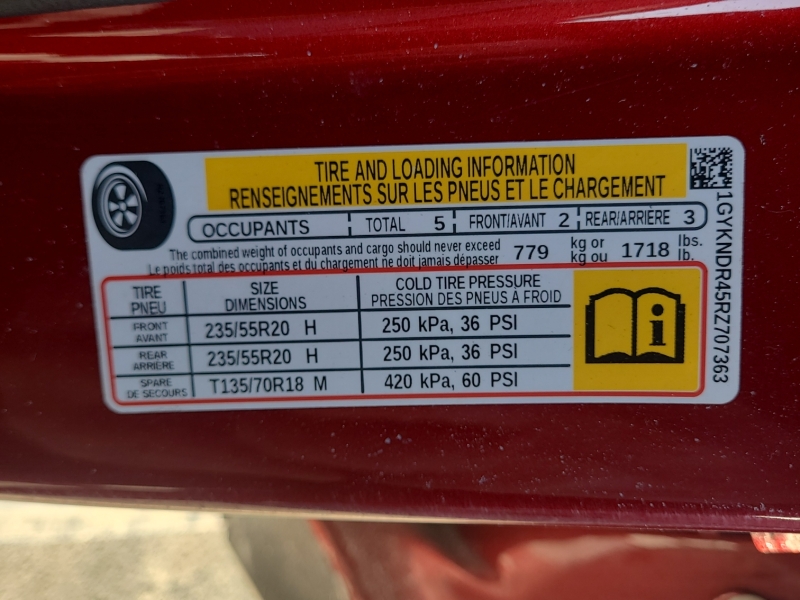 TIRE AND LOADING INFORMATION
RENSEIGNEMENTS SUR LES PNEUS ET LE CHARGEMENT
OCCUPANTS TOTAL 5 FRONT/AVANT 2 REAR/ARRIÈRE 3
The combined weight of occupants and cargo should never exceed 779 kg or 1718 lbs.
Le poids total des occupants et du chargement ne doit jamais dépasser kg ou lb.
TIRE SIZE COLD TIRE PRESSURE
PNEU DIMENSIONS PRESSION DES PNEUS A FROID
FRONT
AVANT 235/55R20 H 250 kPa, 36 PSI
REAR
ARRIÈRE 235/55R20 H 250 kPa, 36 PSI
SPARE
DE SECOURS T135/70R18 M 420 kPa, 60 PSI
1GYKNDR45RZ707363